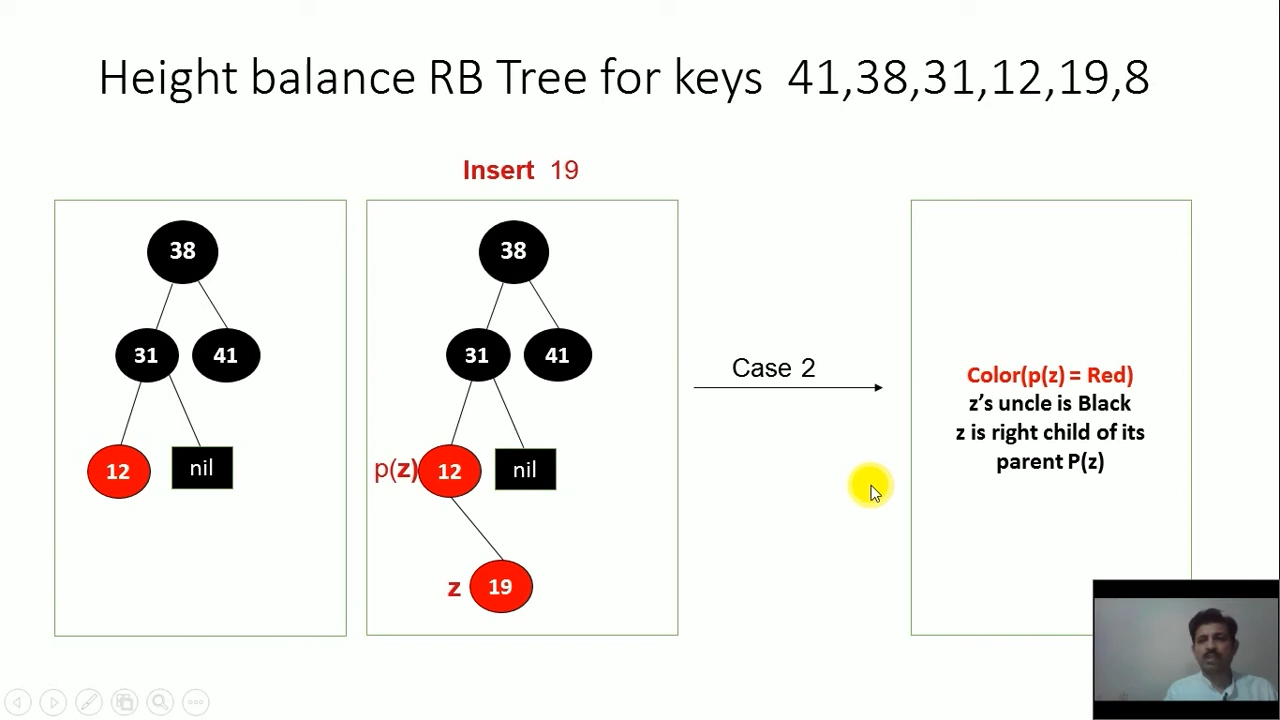 Height balance RB Tree for keys 41,38,31,12,19,8
Insert 19
38
31
41
12
nil
38
31
41
p(z)
12
nil
z
19
Case 2
Color(p(z) = Red)
z’s uncle is Black
z is right child of its
parent P(z)